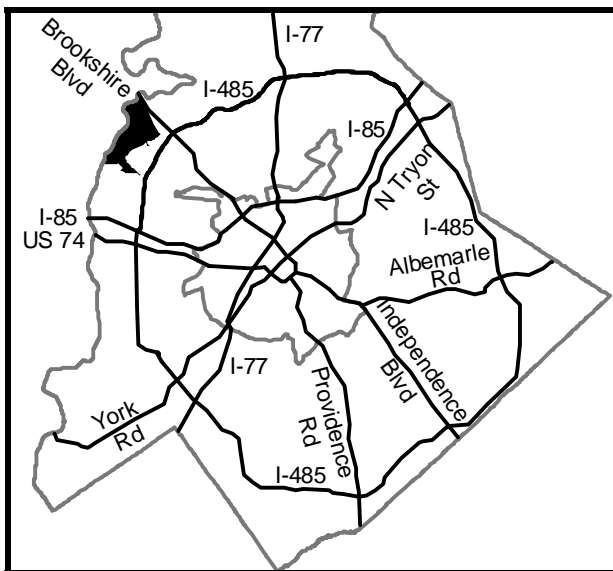 I-77
Brookshire
Blvd
I-485
I-85
N Tryon
St
I-85
US 74
I-485
Albemarle
Rd
Independence
Blvd
I-77
Providence
Rd
York
Rd
I-485